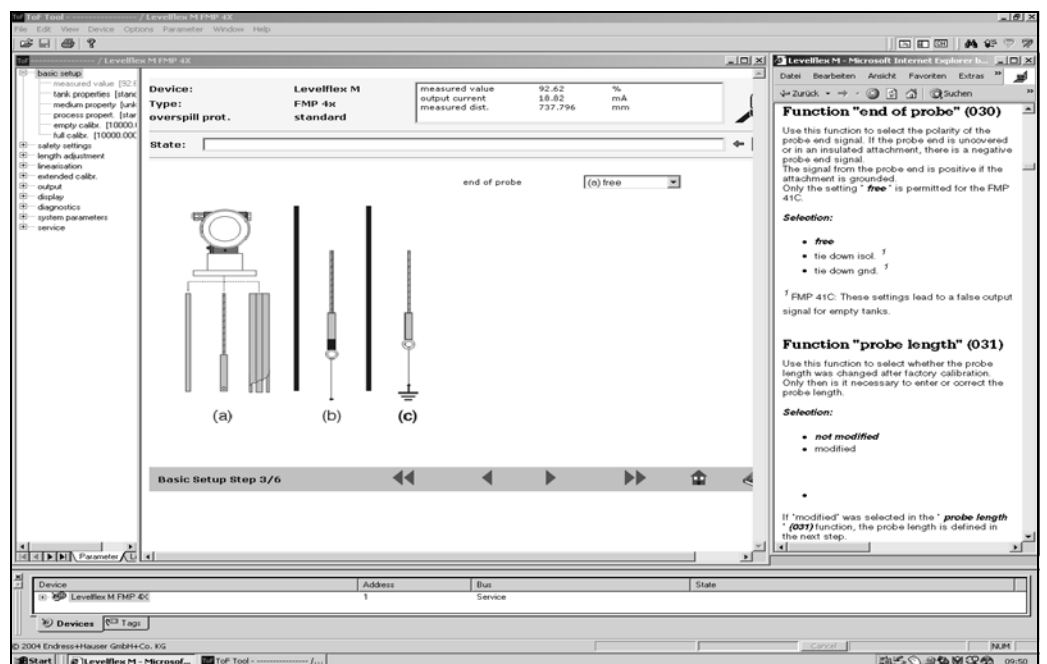 ToF Tool - ---------------- / Levelflex M FMP 4X
File Edit View Device Options Parameter Window Help
---------------- / Levelflex M FMP 4X
basic setup
measured value [92.6
tank properties [stanc
medium property [unk
process propert. [star
empty calibr. [10000.(
full calibr. [10000.00C
safety settings
length adjustment
linearisation
extended calibr.
output
display
diagnostics
system parameters
service
Parameter
Device: Levelflex M
Type: FMP 4x
overspill prot. standard
measured value 92.62 %
output current 18.82 mA
measured dist. 737.796 mm
State:
end of probe (a) free
(a) (b) (c)
Basic Setup Step 3/6
Levelflex M - Microsoft Internet Explorer b...
Datei Bearbeiten Ansicht Favoriten Extras
Zurück Suchen
Function "end of probe" (030)
Use this function to select the polarity of the
probe end signal. If the probe end is uncovered
or in an insulated attachment, there is a negative
probe end signal.
The signal from the probe end is positive if the
attachment is grounded.
Only the setting " free " is permitted for the FMP
41C.
Selection:
• free
• tie down isol. 1
• tie down gnd. 1
1 FMP 41C: These settings lead to a false output
signal for empty tanks.
Function "probe length" (031)
Use this function to select whether the probe
length was changed after factory calibration.
Only then is it necessary to enter or correct the
probe length.
Selection:
• not modified
• modified
•
If "modified" was selected in the " probe length
" (031) function, the probe length is defined in
the next step.
Device Address Bus State
Levelflex M FMP 4X 1 Service
Devices Tags
© 2004 Endress+Hauser GmbH+Co. KG Cancel NUM
Start Levelflex M - Microsof... ToF Tool - ---------------- /... 09:50